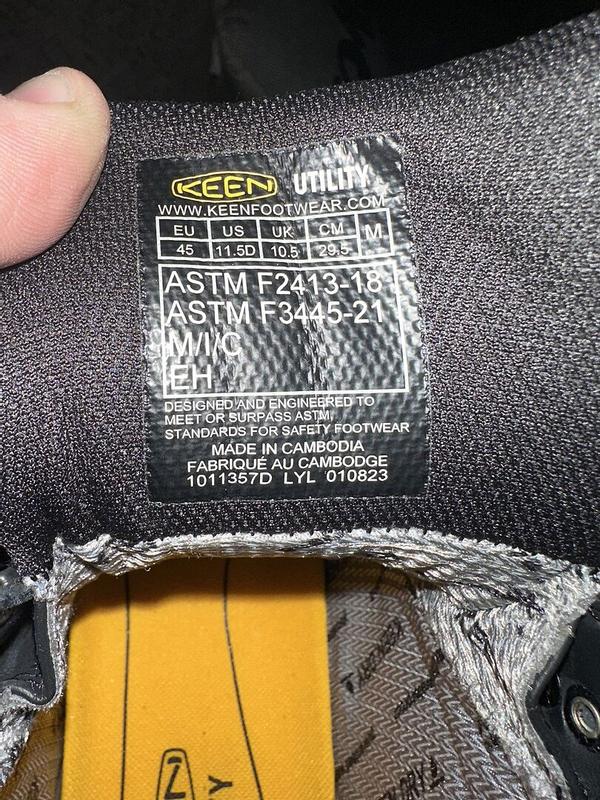 KEEN UTILITY
WWW.KEENFOOTWEAR.COM
EU US UK CM M
45 11.5D 10.5 29.5
ASTM F2413-18
ASTM F3445-21
M/I/C
EH
DESIGNED AND ENGINEERED TO
MEET OR SURPASS ASTM,
STANDARDS FOR SAFETY FOOTWEAR
MADE IN CAMBODIA
FABRIQUÉ AU CAMBODGE
1011357D LYL 010823